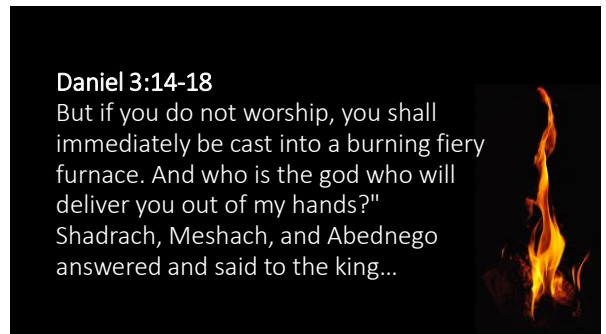 Daniel 3:14-18
But if you do not worship, you shall
immediately be cast into a burning fiery
furnace. And who is the god who will
deliver you out of my hands?"
Shadrach, Meshach, and Abednego
answered and said to the king…